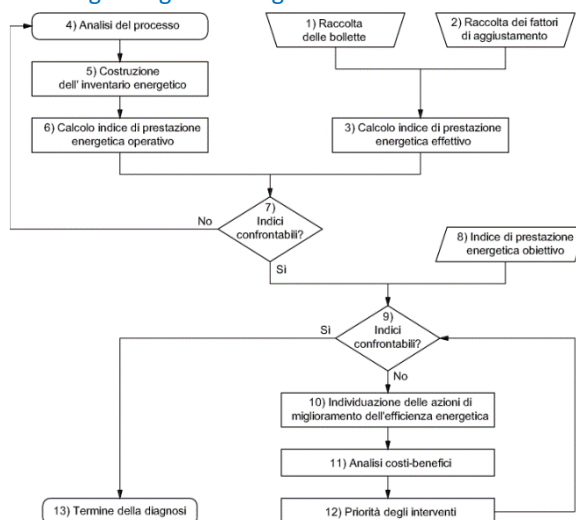 4) Analisi del processo
1) Raccolta
delle bollette
2) Raccolta dei fattori
di aggiustamento
5) Costruzione
dell' inventario energetico
6) Calcolo indice di prestazione
energetica operativo
3) Calcolo indice di prestazione
energetica effettivo
7)
Indici
confrontabili?
No
Sì
8) Indice di prestazione
energetica obiettivo
9)
Indici
confrontabili?
Sì
No
10) Individuazione delle azioni di
miglioramento dell'efficienza energetica
11) Analisi costi-benefici
12) Priorità degli interventi
13) Termine della diagnosi